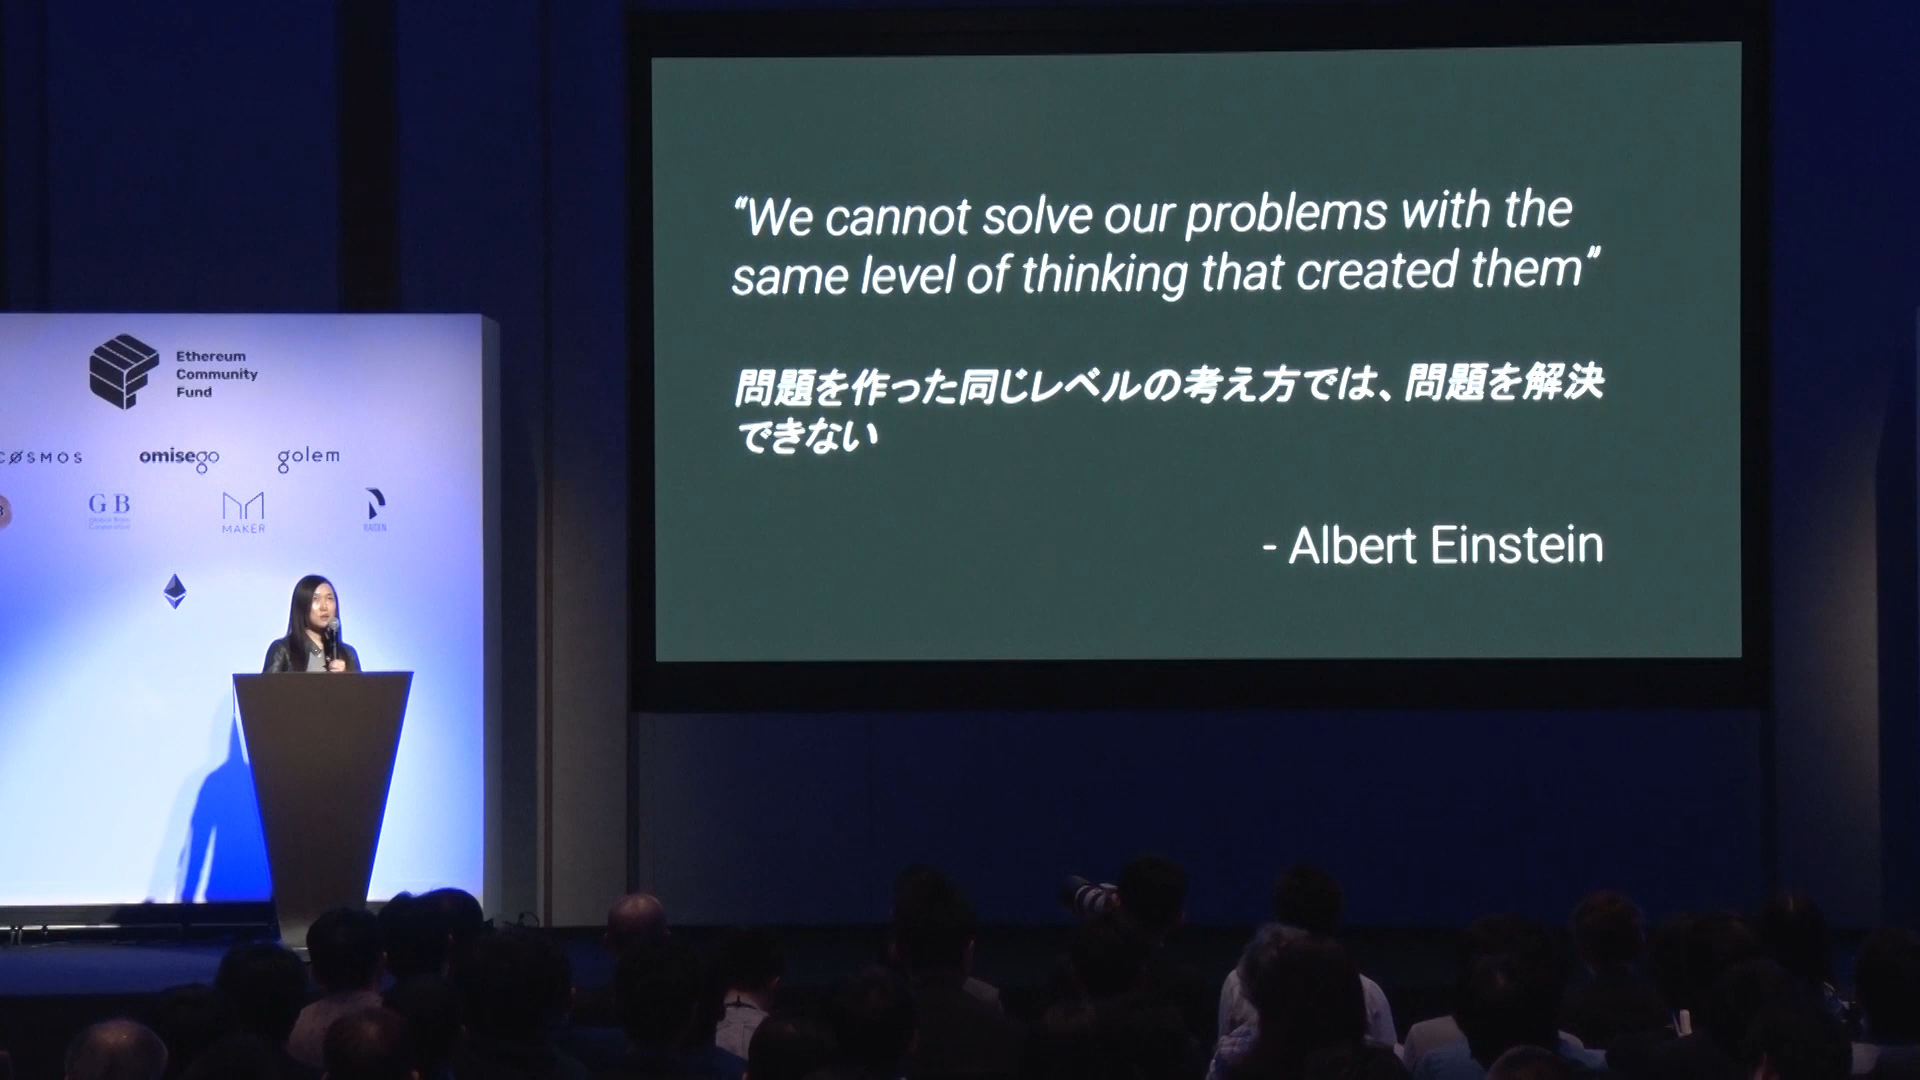 “We cannot solve our problems with the
same level of thinking that created them”
問題を作った同じレベルの考え方では、問題を解決
できない
- Albert Einstein
Ethereum
Community
Fund
COSMOS
omisego
golem
GB
MAKER
RAIDEN